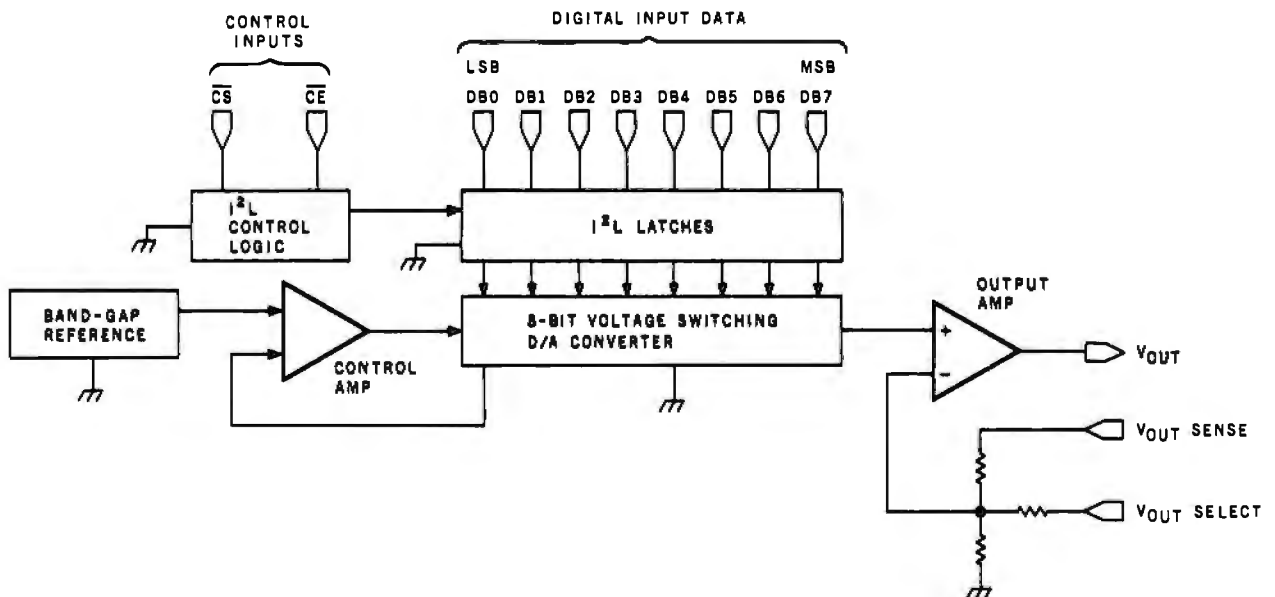 CONTROL
INPUTS
DIGITAL INPUT DATA
LSB
MSB
CS
CE
DB0
DB1
DB2
DB3
DB4
DB5
DB6
DB7
I²L
CONTROL
LOGIC
I²L LATCHES
BAND-GAP
REFERENCE
CONTROL
AMP
8-BIT VOLTAGE SWITCHING
D/A CONVERTER
OUTPUT
AMP
+
−
VOUT
VOUT SENSE
VOUT SELECT